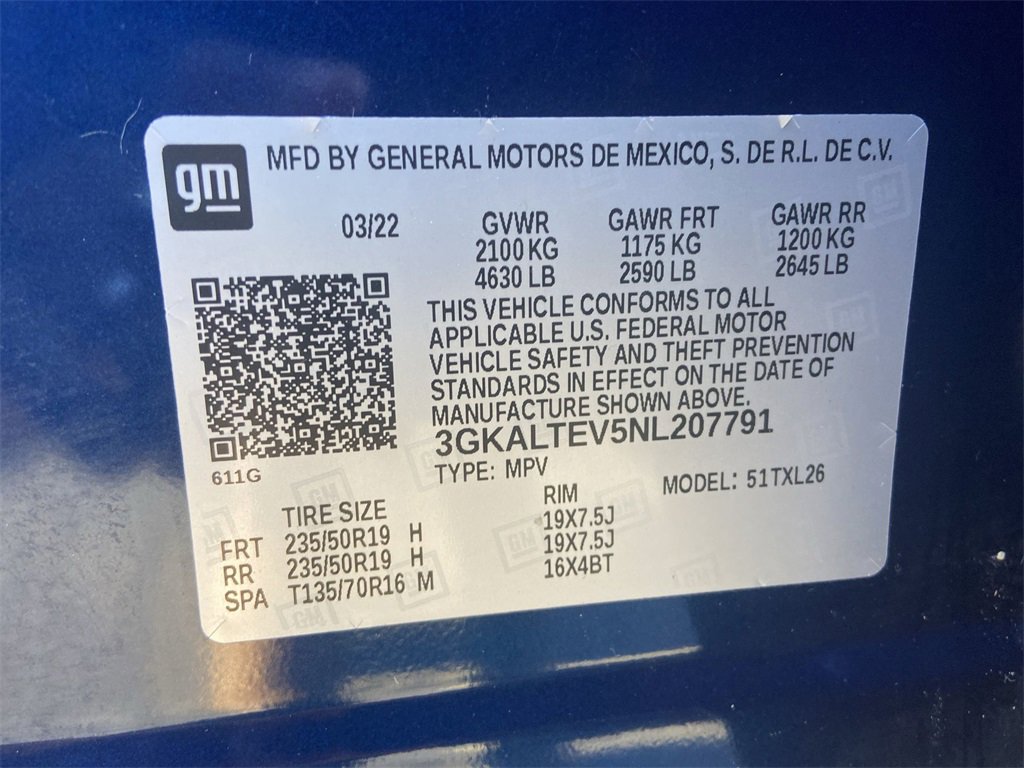 gm
MFD BY GENERAL MOTORS DE MEXICO, S. DE R.L. DE C.V.
03/22 GVWR GAWR FRT GAWR RR
2100 KG 1175 KG 1200 KG
4630 LB 2590 LB 2645 LB
THIS VEHICLE CONFORMS TO ALL
APPLICABLE U.S. FEDERAL MOTOR
VEHICLE SAFETY AND THEFT PREVENTION
STANDARDS IN EFFECT ON THE DATE OF
MANUFACTURE SHOWN ABOVE.
3GKALTEV5NL207791
611G
TYPE: MPV MODEL: 51TXL26
TIRE SIZE RIM
FRT 235/50R19 H 19X7.5J
RR 235/50R19 H 19X7.5J
SPA T135/70R16 M 16X4BT